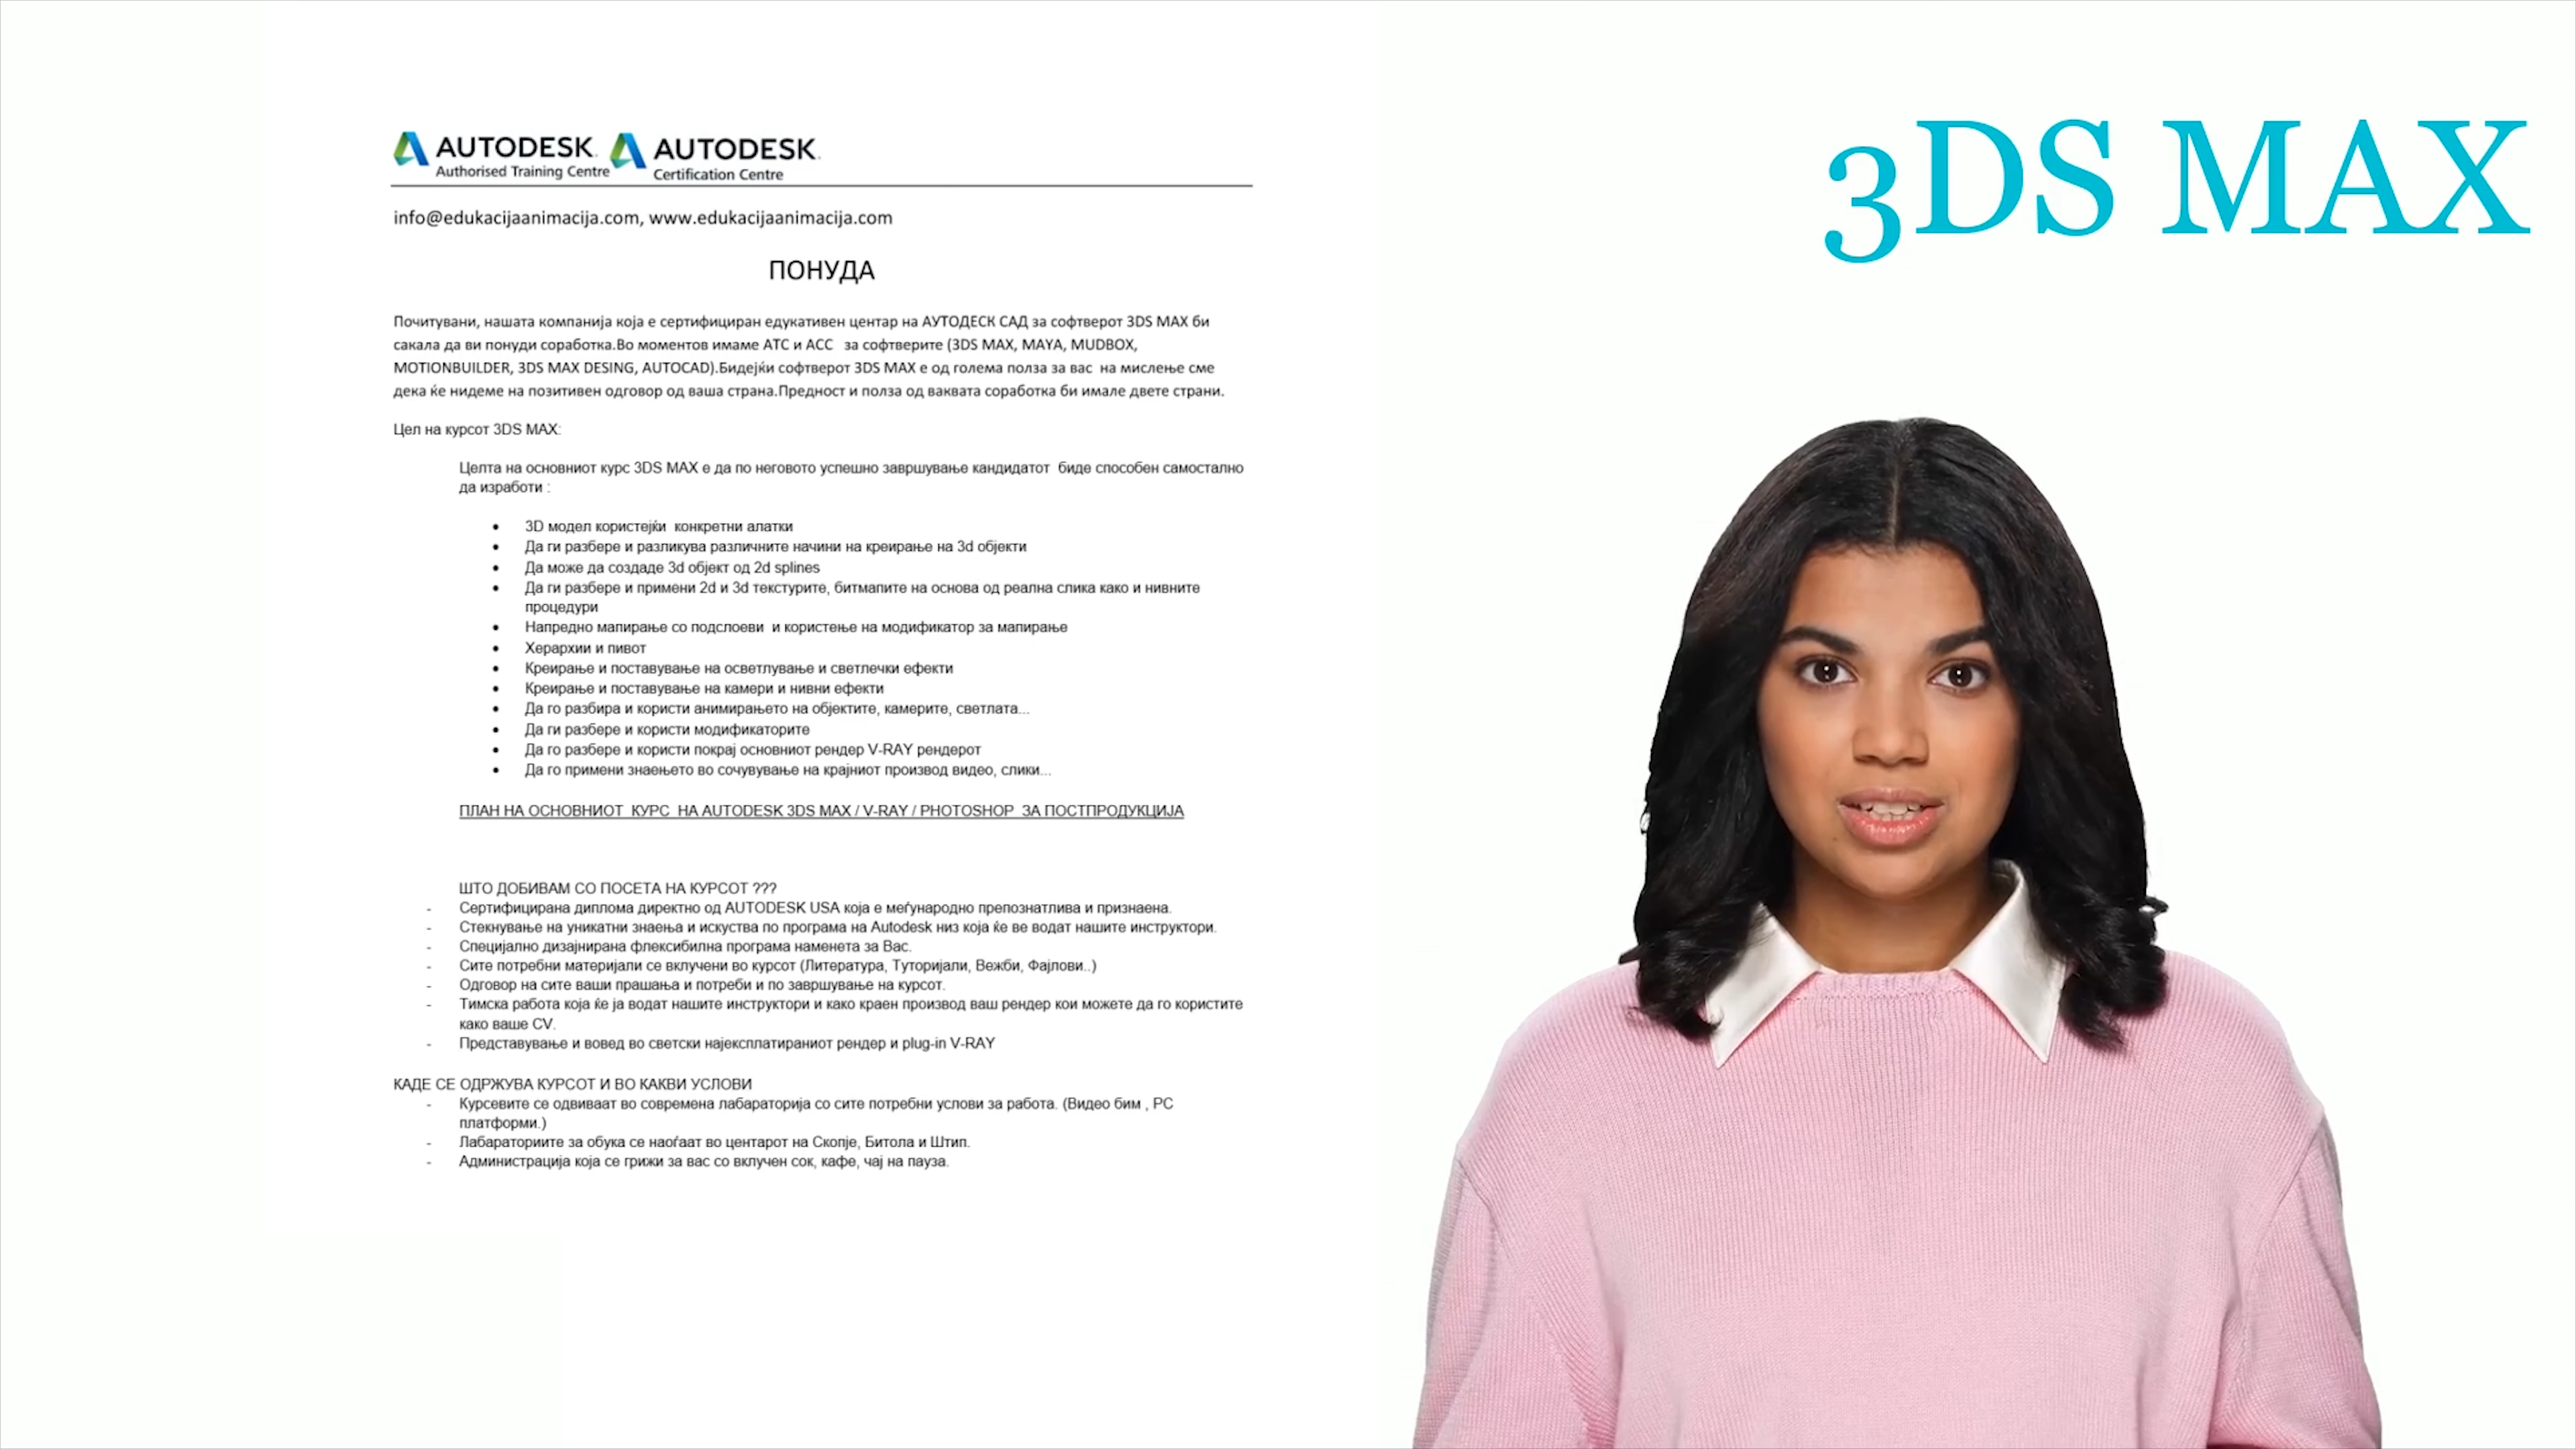 AUTODESK. AUTODESK.
Authorised Training Centre Certification Centre
3DS MAX
info@edukacijaanimacija.com, www.edukacijaanimacija.com
ПОНУДА
Почитувани, нашата компанија која е сертифициран едукативен центар на АУТОДЕСК САД за софтверот 3DS MAX би
сакала да ви понуди соработка.Во моментов имаме ATC и ACC за софтверите (3DS MAX, MAYA, MUDBOX,
MOTIONBUILDER, 3DS MAX DESING, AUTOCAD).Бидејќи софтверот 3DS MAX е од голема полза за вас на мислење сме
дека ќе нидеме на позитивен одговор од ваша страна.Предност и полза од ваквата соработка би имале двете страни.
Цел на курсот 3DS MAX:
Целта на основниот курс 3DS MAX е да по неговото успешно завршување кандидатот биде способен самостално
да изработи :
• 3D модел користејќи конкретни алатки
• Да ги разбере и разликува различните начини на креирање на 3d објекти
• Да може да создаде 3d објект од 2d splines
• Да ги разбере и примени 2d и 3d текстурите, битмапите на основа од реална слика како и нивните
процедури
• Напредно мапирање со подслоеви и користење на модификатор за мапирање
• Херархии и пивот
• Креирање и поставување на осветлување и светлечки ефекти
• Креирање и поставување на камери и нивни ефекти
• Да го разбира и користи анимирањето на објектите, камерите, светлата...
• Да ги разбере и користи модификаторите
• Да го разбере и користи покрај основниот рендер V-RAY рендерот
• Да го примени знаењето во сочувување на крајниот производ видео, слики...
ПЛАН НА ОСНОВНИОТ КУРС НА AUTODESK 3DS MAX / V-RAY / PHOTOSHOP ЗА ПОСТПРОДУКЦИЈА
ШТО ДОБИВАМ СО ПОСЕТА НА КУРСОТ ???
- Сертифицирана диплома директно од AUTODESK USA која е меѓународно препознатлива и признаена.
- Стекнување на уникатни знаења и искуства по програма на Autodesk низ која ќе ве водат нашите инструктори.
- Специјално дизајнирана флексибилна програма наменета за Вас.
- Сите потребни материјали се вклучени во курсот (Литература, Туторијали, Вежби, Фајлови..)
- Одговор на сите ваши прашања и потреби и по завршување на курсот.
- Тимска работа која ќе ја водат нашите инструктори и како краен производ ваш рендер кои можете да го користите
како ваше CV.
- Представување и вовед во светски најексплатираниот рендер и plug-in V-RAY
КАДЕ СЕ ОДРЖУВА КУРСОТ И ВО КАКВИ УСЛОВИ
- Курсевите се одвиваат во современа лабараторија со сите потребни услови за работа. (Видео бим , PC
платформи.)
- Лабараториите за обука се наоѓаат во центарот на Скопје, Битола и Штип.
- Администрација која се грижи за вас со вклучен сок, кафе, чај на пауза.